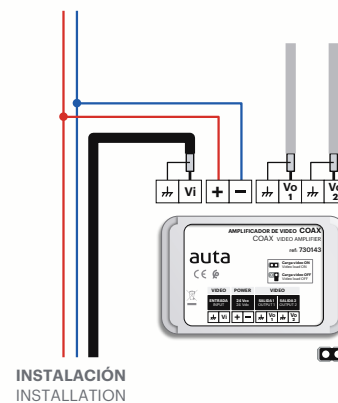 Vi + − Vo 1 Vo 2
AMPLIFICADOR DE VIDEO COAX
COAX VIDEO AMPLIFIER
ref: 730143
auta
CE
Carga video ON
Video load ON
Carga video OFF
Video load OFF
VIDEO POWER VIDEO
ENTRADA 24 Vcc SALIDA 1 SALIDA 2
INPUT 24 Vdc OUTPUT 1 OUTPUT 2
Vi + − Vo 1 Vo 2
INSTALACIÓN
INSTALLATION